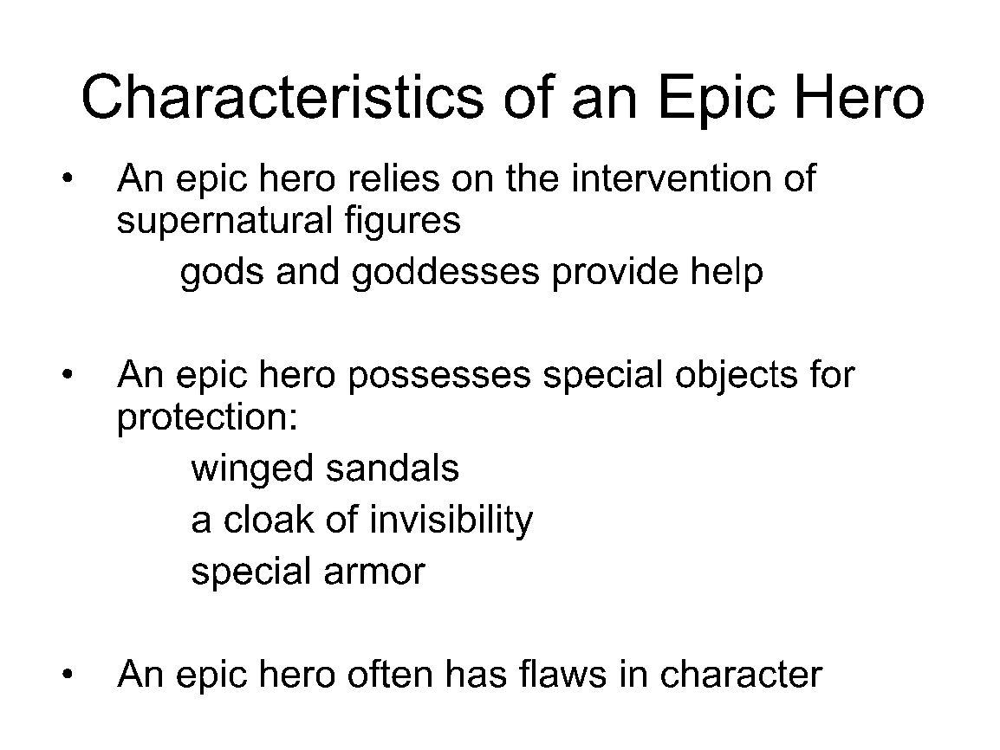 Characteristics of an Epic Hero
• An epic hero relies on the intervention of
supernatural figures
gods and goddesses provide help
• An epic hero possesses special objects for
protection:
winged sandals
a cloak of invisibility
special armor
• An epic hero often has flaws in character